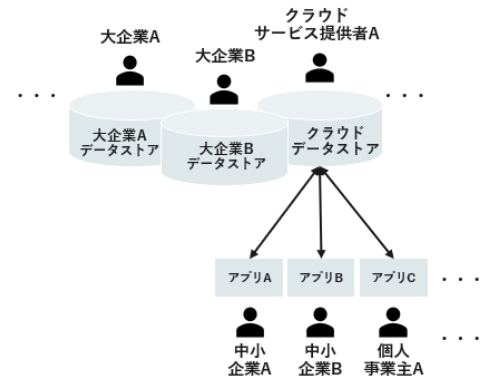 大企業A
大企業B
クラウド
サービス提供者A
・・・
・・・
大企業A
データストア
大企業B
データストア
クラウド
データストア
アプリA
アプリB
アプリC
・・・
中小
企業A
中小
企業B
個人
事業主A
・・・